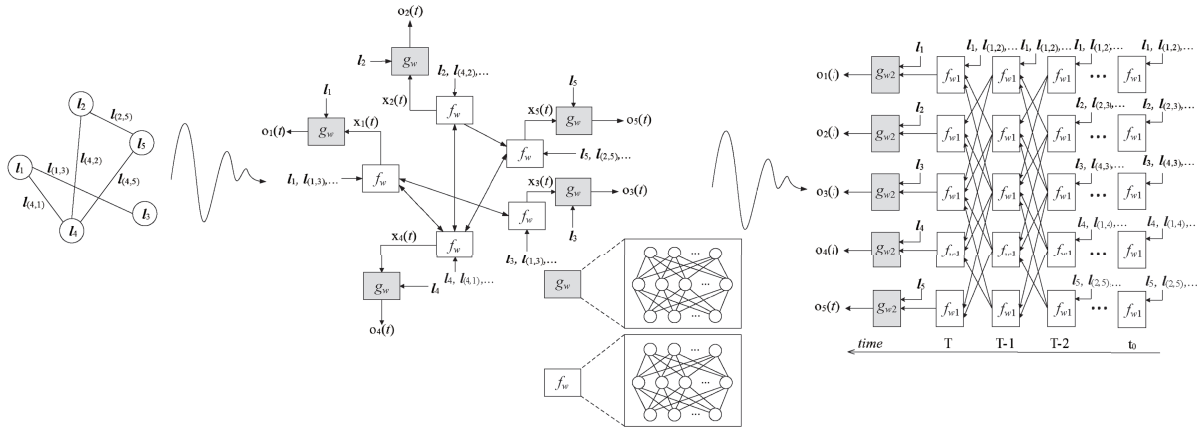 l2
l(2,5)
l5
l1
l(1,3)
l(4,2)
l(4,5)
l(4,1)
l3
l4
o2(t)
l2
gw
x2(t)
l2, l(4,2),...
fw
l1
o1(t)
gw
x1(t)
l1, l(1,3),...
fw
l5
x5(t)
gw
o5(t)
fw
l5, l(2,5),...
x3(t)
gw
o3(t)
fw
l3
l3, l(1,3),...
x4(t)
fw
l4, l(4,1),...
gw
l4
o4(t)
gw
...
...
...
fw
...
...
...
l1
l1, l(1,2),... l1, l(1,2),... l1, l(1,2),... l1, l(1,2),...
o1(
gw2
fw1 fw1 fw1 ... fw1
l2
l2, l(2,3),... l2, l(2,3),...
o2(
gw2
fw1 fw1 fw1 ... fw1
l3
l3, l(4,3),... l3, l(4,3),...
o3(
gw2
fw1 fw1 fw1 ... fw1
l4
l4, l(1,4),... l4, l(1,4),...
o4(
gw2
... 
l5
l5, l(2,5)... l5, l(2,5),...
o5(t)
gw2
fw1 fw1 fw1 ... fw1
time T T-1 T-2 t0